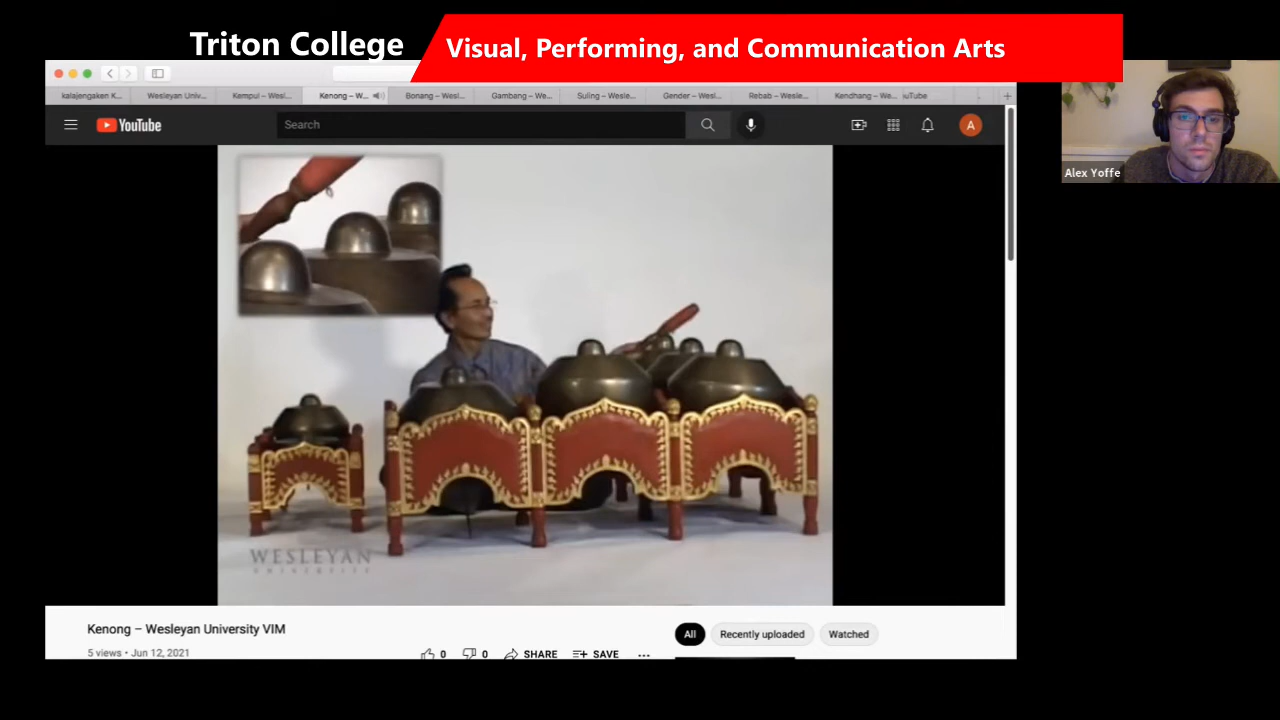 Triton College
Visual, Performing, and Communication Arts
kalajengaken K...
Wesleyan Univ...
Kempul – Wesl...
Kenong – W...
Bonang – Wesl...
Gambang – We...
Suling – Wesle...
Gender – Wesl...
Rebab – Wesle...
Kendhang – We...
uTube
YouTube
Search
A
Alex Yoffe
WESLEYAN
UNIVERSITY
Kenong – Wesleyan University VIM
5 views • Jun 12, 2021
0
0
SHARE
SAVE
...
All
Recently uploaded
Watched